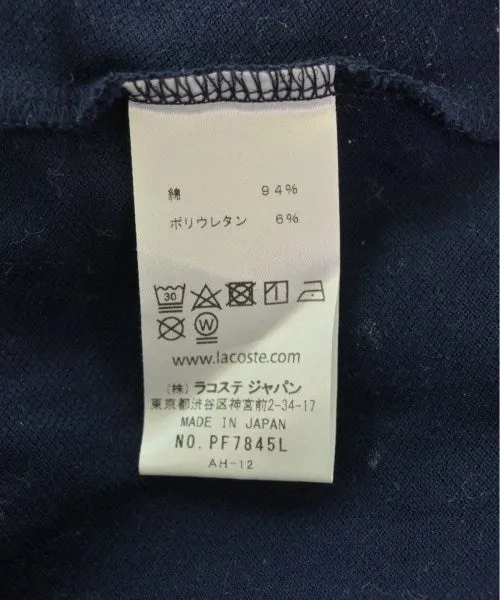 綿 94%
ポリウレタン 6%
30
W
www.lacoste.com
(株) ラコステ ジャパン
東京都渋谷区神宮前2-34-17
MADE IN JAPAN
NO. PF7845L
AH-12